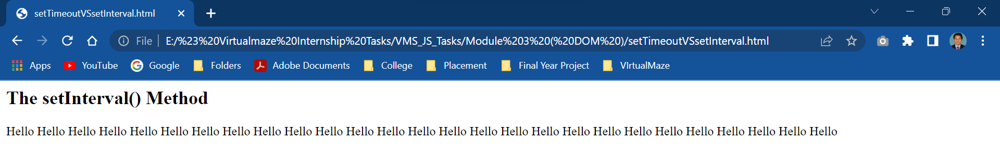 setTimeoutVSsetInterval.html
File E:/%23%20Virtualmaze%20Internship%20Tasks/VMS_JS_Tasks/Module%203%20(%20DOM%20)/setTimeoutVSsetInterval.html
Apps YouTube Google Folders Adobe Documents College Placement Final Year Project VIrtualMaze
The setInterval() Method
Hello Hello Hello Hello Hello Hello Hello Hello Hello Hello Hello Hello Hello Hello Hello Hello Hello Hello Hello Hello Hello Hello Hello Hello Hello Hello Hello